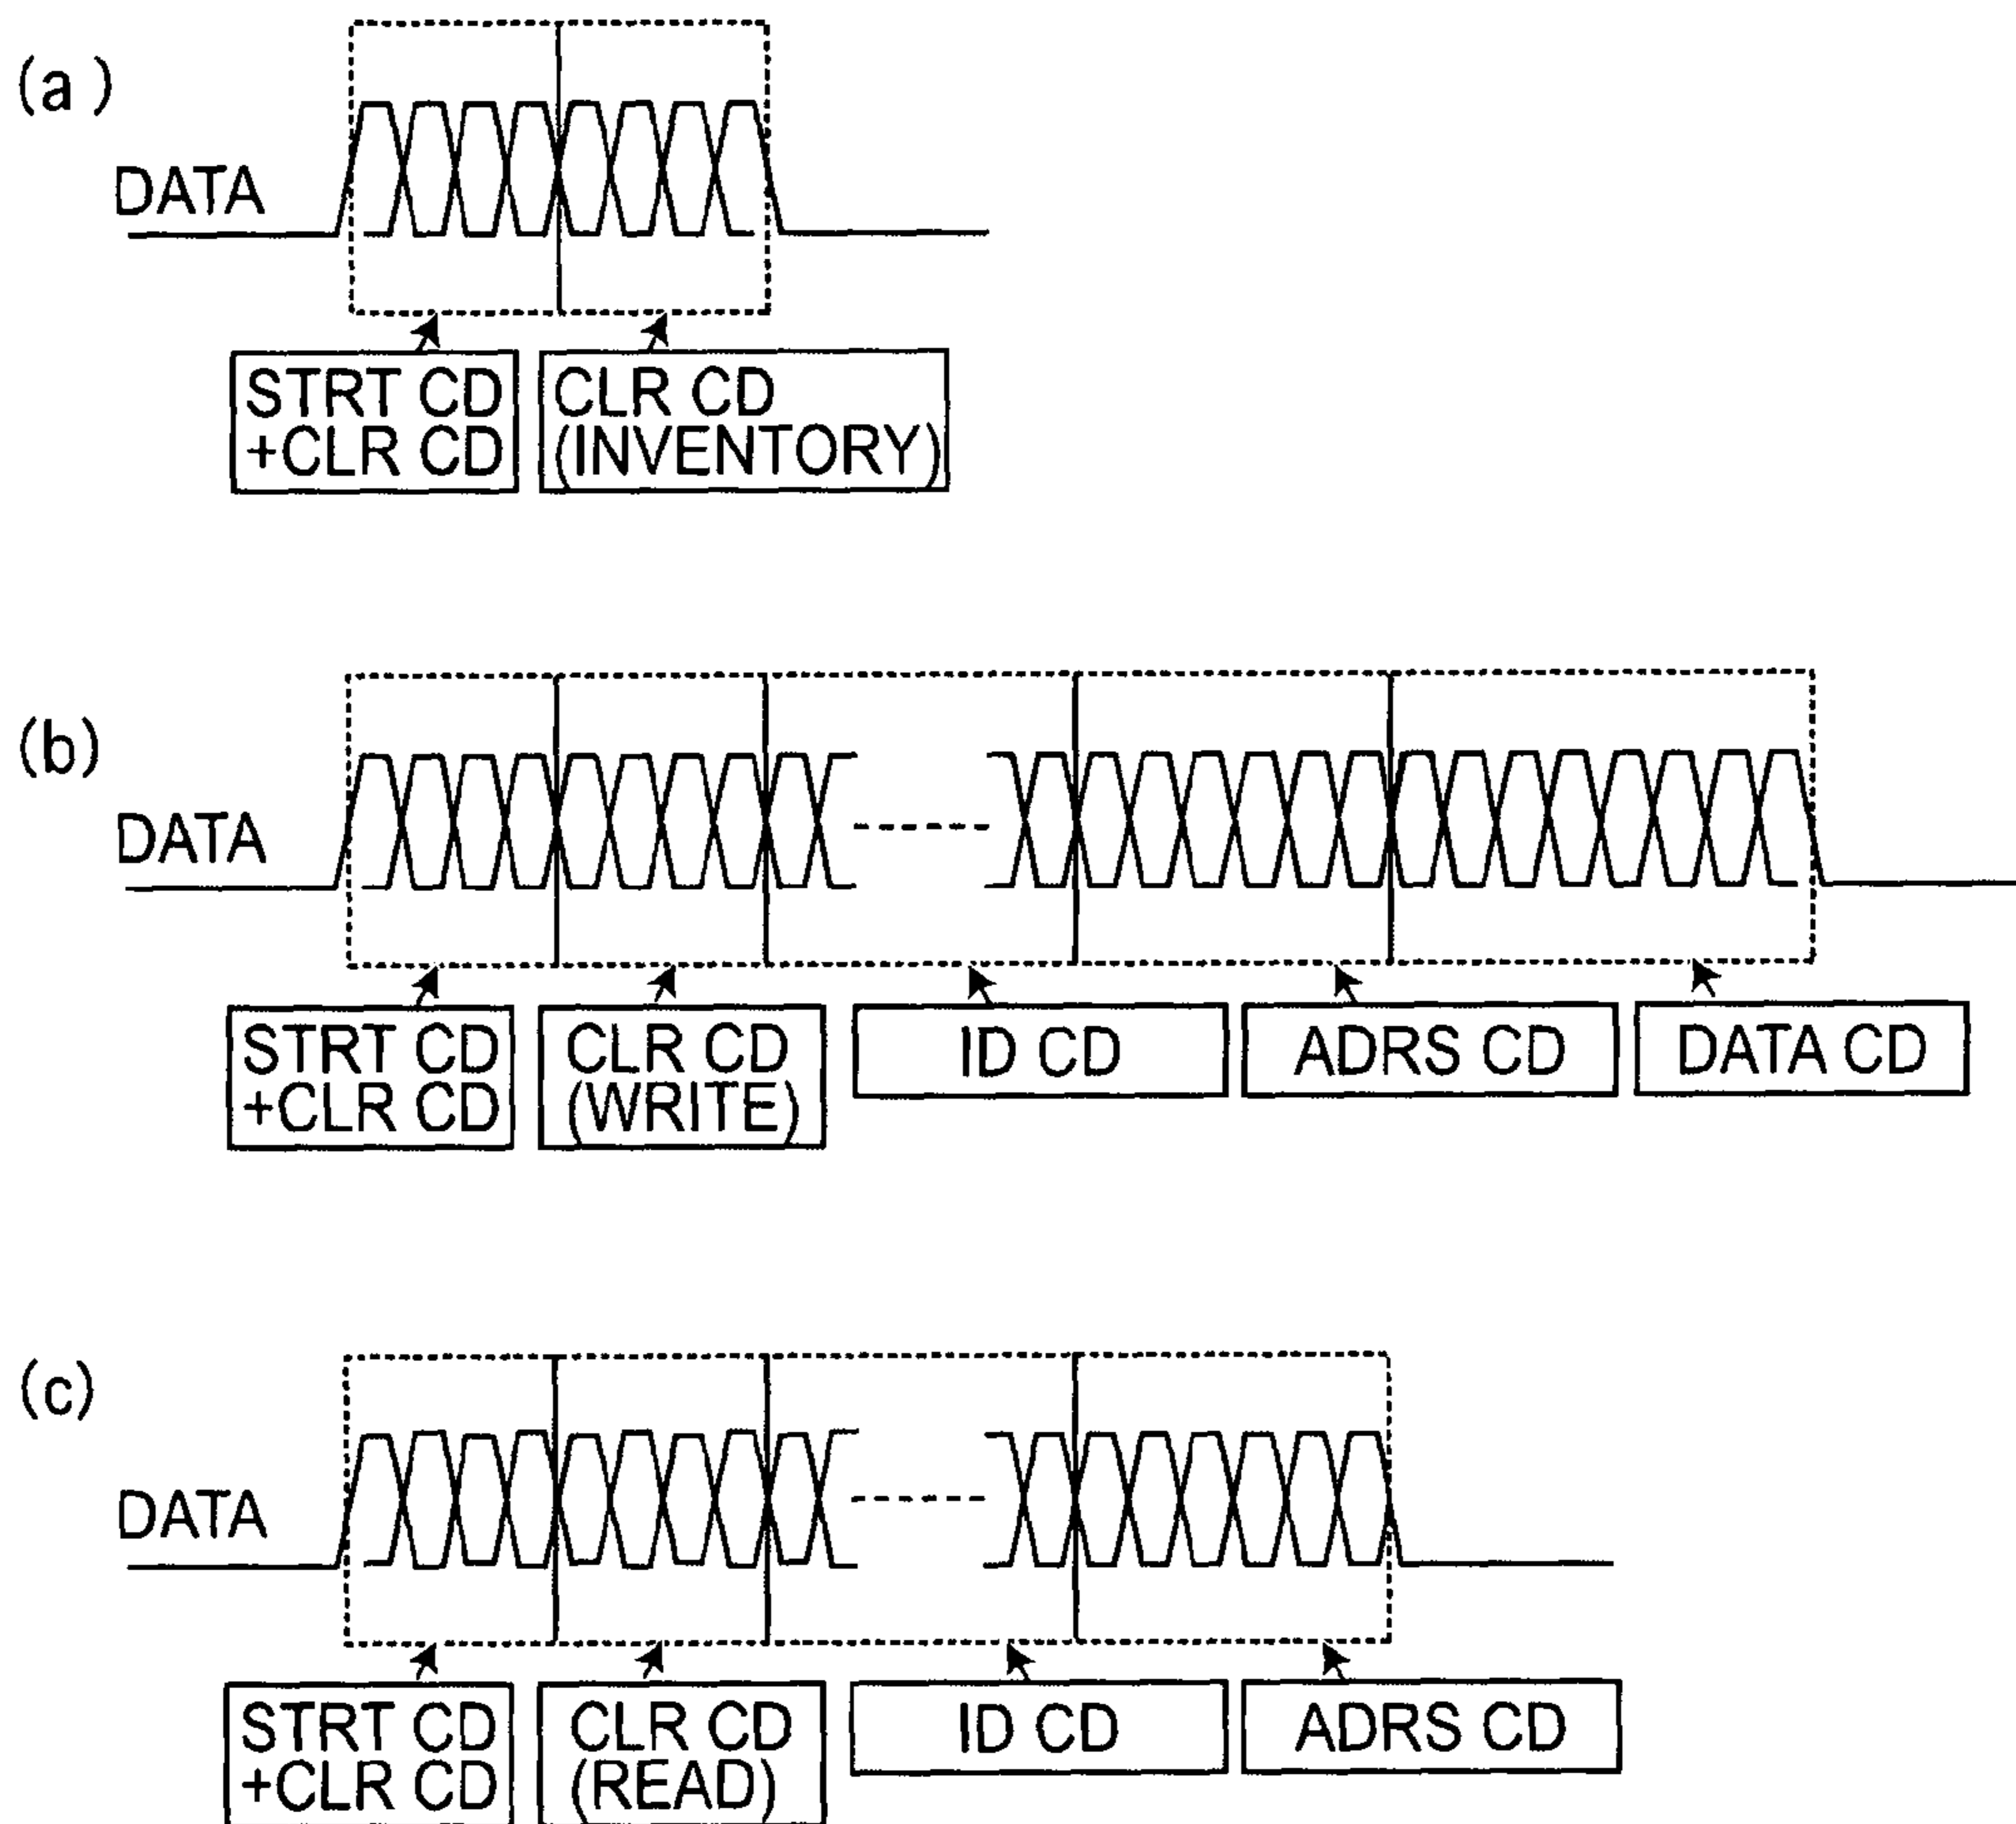 (a)
DATA
STRT CD
+CLR CD
CLR CD
(INVENTORY)
(b)
DATA
STRT CD
+CLR CD
CLR CD
(WRITE)
ID CD
ADRS CD
DATA CD
(c)
DATA
STRT CD
+CLR CD
CLR CD
(READ)
ID CD
ADRS CD